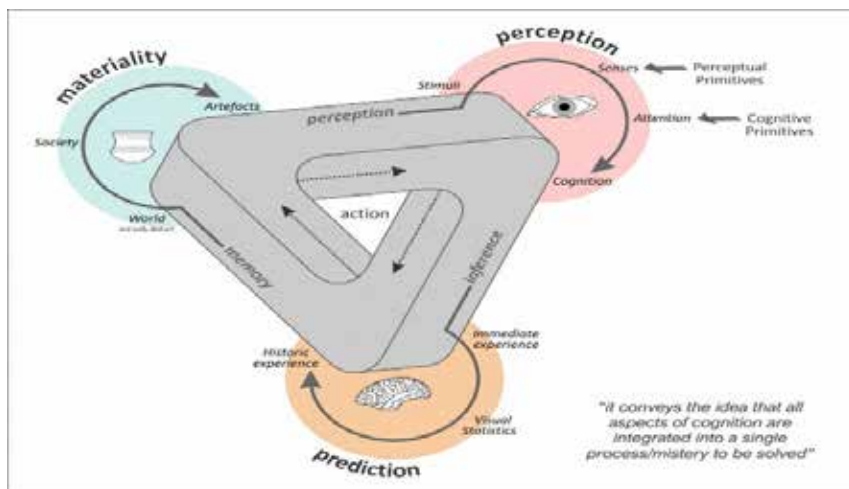 materiality
Artefacts
Society
World
perception
Stimuli
Senses
Perceptual
Primitives
Attention
Cognitive
Primitives
Cognition
perception
action
memory
inference
Immediate
experience
Historic
experience
Visual
Statistics
prediction
"it conveys the idea that all
aspects of cognition are
integrated into a single
process/mistery to be solved"